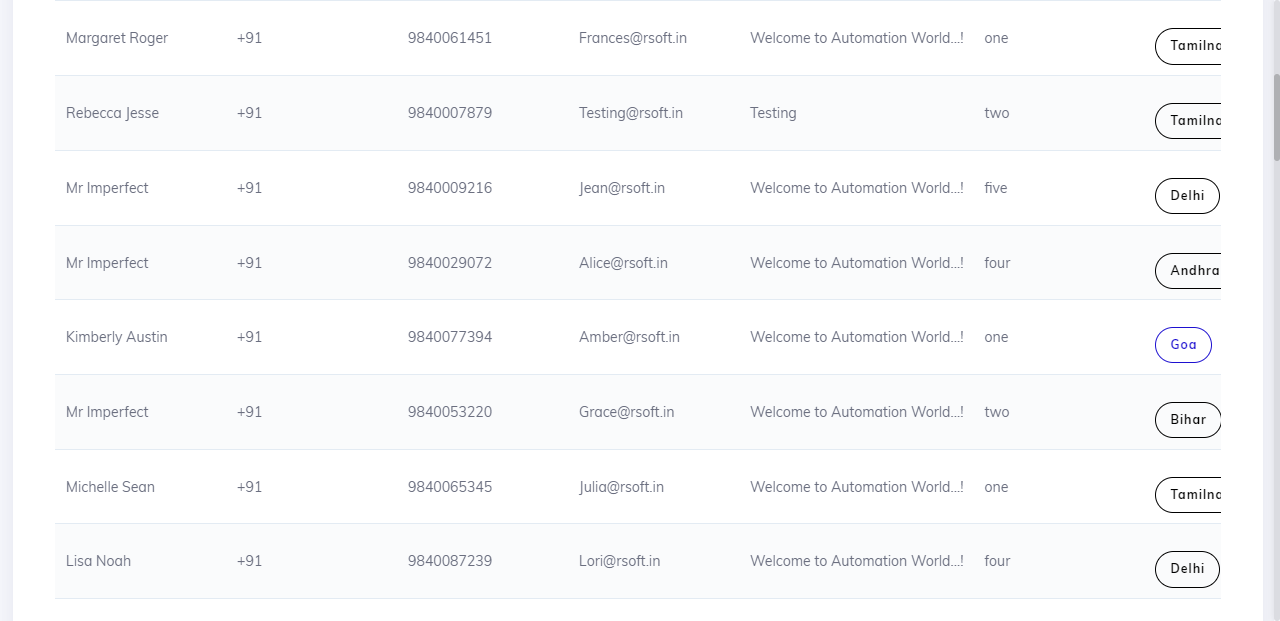 Margaret Roger +91 9840061451 Frances@rsoft.in Welcome to Automation World...! one Tamilna
Rebecca Jesse +91 9840007879 Testing@rsoft.in Testing two Tamilna
Mr Imperfect +91 9840009216 Jean@rsoft.in Welcome to Automation World...! five Delhi
Mr Imperfect +91 9840029072 Alice@rsoft.in Welcome to Automation World...! four Andhra
Kimberly Austin +91 9840077394 Amber@rsoft.in Welcome to Automation World...! one Goa
Mr Imperfect +91 9840053220 Grace@rsoft.in Welcome to Automation World...! two Bihar
Michelle Sean +91 9840065345 Julia@rsoft.in Welcome to Automation World...! one Tamilna
Lisa Noah +91 9840087239 Lori@rsoft.in Welcome to Automation World...! four Delhi